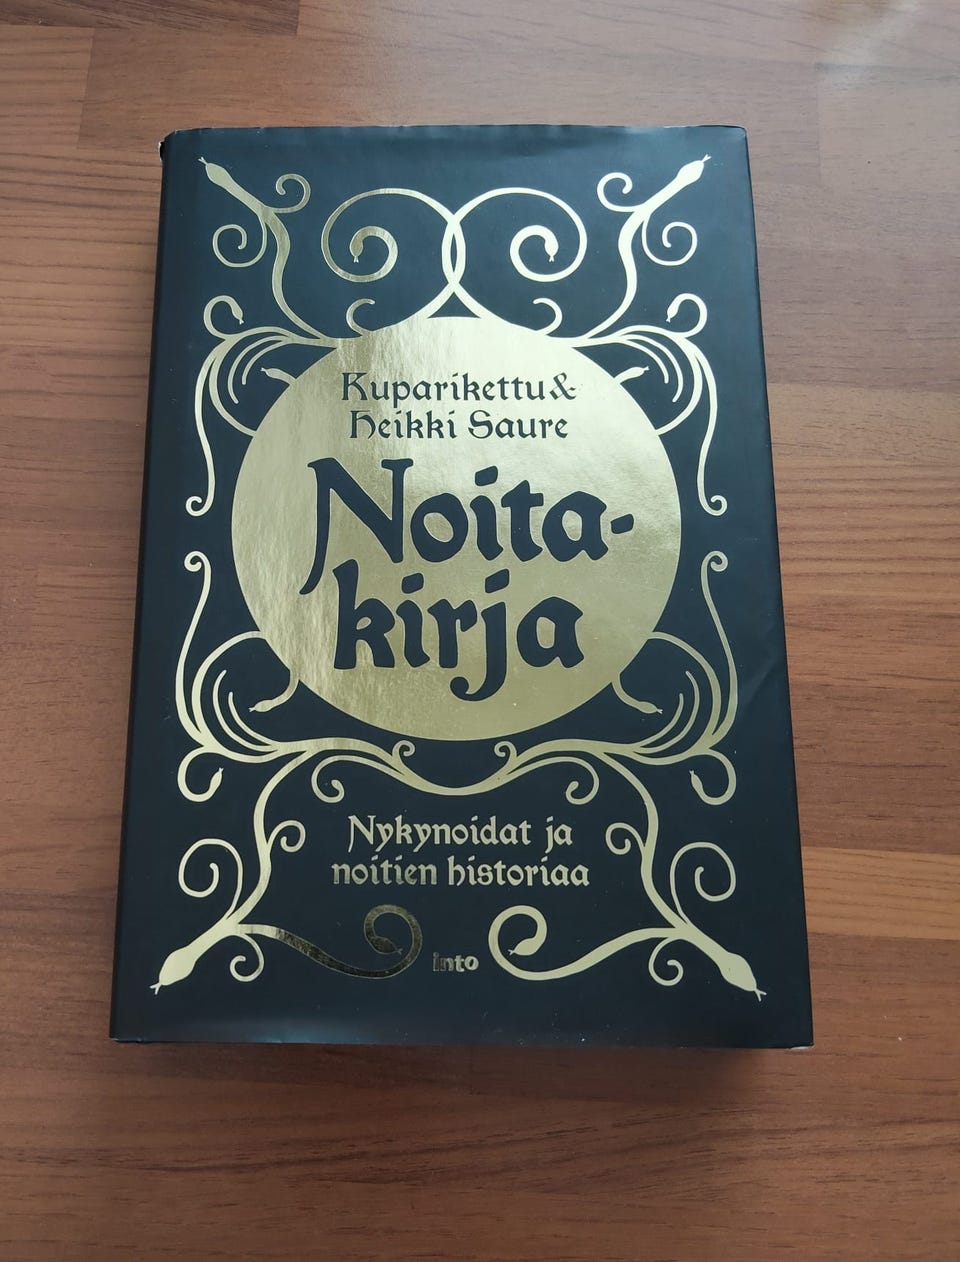 Kuparikettu &
Heikki Saure
Noita-
kirja
Nykynoidat ja
noitien historiaa
into